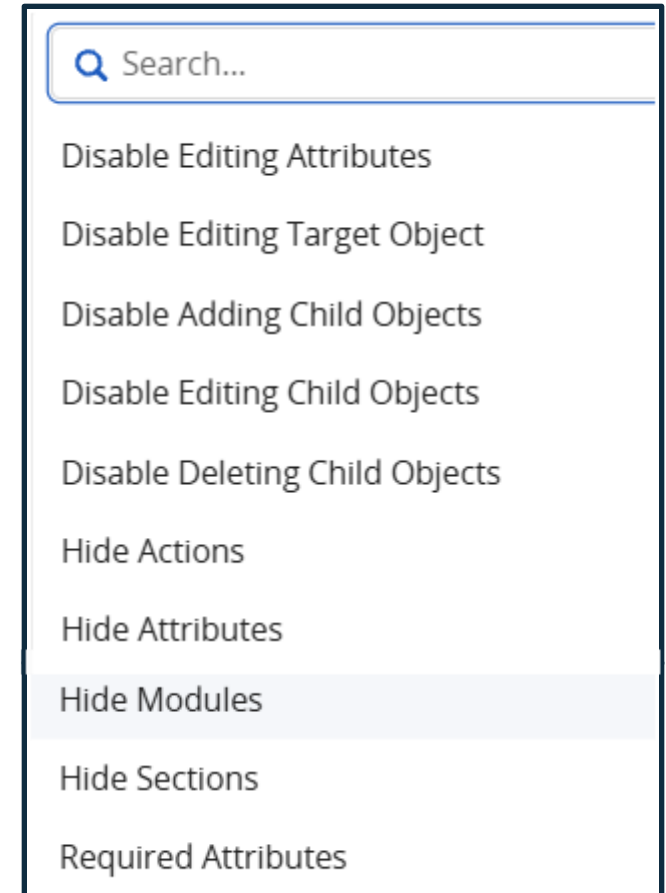 Search...
Disable Editing Attributes
Disable Editing Target Object
Disable Adding Child Objects
Disable Editing Child Objects
Disable Deleting Child Objects
Hide Actions
Hide Attributes
Hide Modules
Hide Sections
Required Attributes